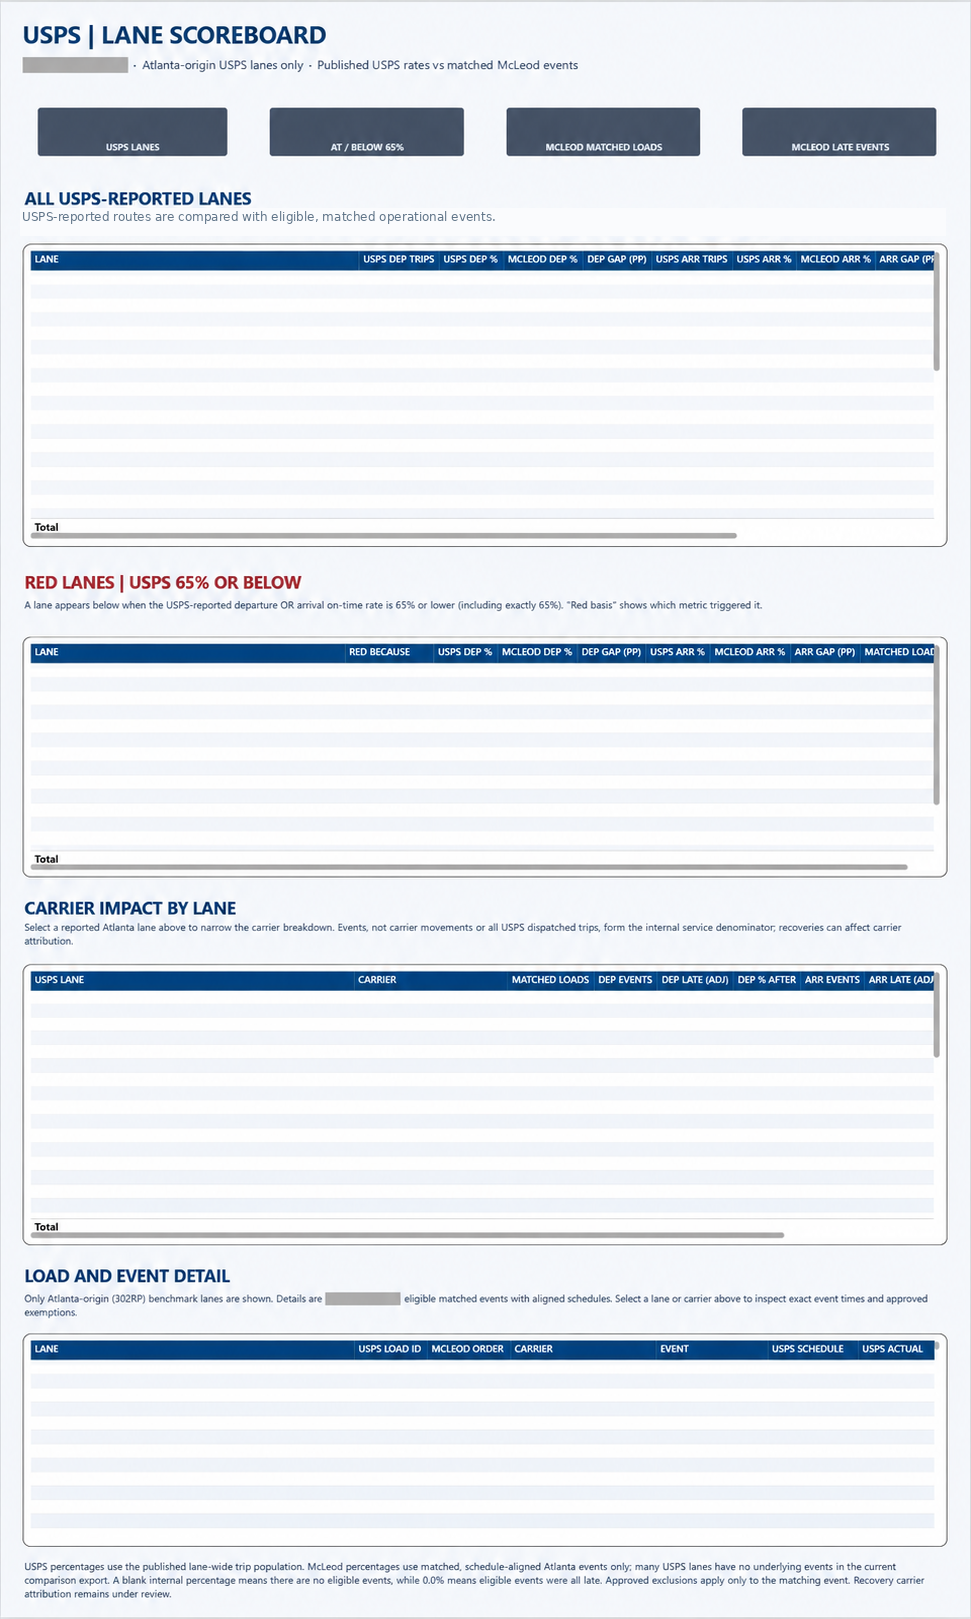 USPS | LANE SCOREBOARD
· Atlanta-origin USPS lanes only · Published USPS rates vs matched McLeod events
USPS LANES AT / BELOW 65% MCLEOD MATCHED LOADS MCLEOD LATE EVENTS
ALL USPS-REPORTED LANES
USPS-reported routes are compared with eligible, matched operational events.
LANE USPS DEP TRIPS USPS DEP % MCLEOD DEP % DEP GAP (PP) USPS ARR TRIPS USPS ARR % MCLEOD ARR % ARR GAP (PP
Total
RED LANES | USPS 65% OR BELOW
A lane appears below when the USPS-reported departure OR arrival on-time rate is 65% or lower (including exactly 65%). "Red basis" shows which metric triggered it.
LANE RED BECAUSE USPS DEP % MCLEOD DEP % DEP GAP (PP) USPS ARR % MCLEOD ARR % ARR GAP (PP) MATCHED LOAD
Total
CARRIER IMPACT BY LANE
Select a reported Atlanta lane above to narrow the carrier breakdown. Events, not carrier movements or all USPS dispatched trips, form the internal service denominator; recoveries can affect carrier
attribution.
USPS LANE CARRIER MATCHED LOADS DEP EVENTS DEP LATE (ADJ) DEP % AFTER ARR EVENTS ARR LATE (ADJ
Total
LOAD AND EVENT DETAIL
Only Atlanta-origin (302RP) benchmark lanes are shown. Details are eligible matched events with aligned schedules. Select a lane or carrier above to inspect exact event times and approved
exemptions.
LANE USPS LOAD ID MCLEOD ORDER CARRIER EVENT USPS SCHEDULE USPS ACTUAL
USPS percentages use the published lane-wide trip population. McLeod percentages use matched, schedule-aligned Atlanta events only; many USPS lanes have no underlying events in the current
comparison export. A blank internal percentage means there are no eligible events, while 0.0% means eligible events were all late. Approved exclusions apply only to the matching event. Recovery carrier
attribution remains under review.